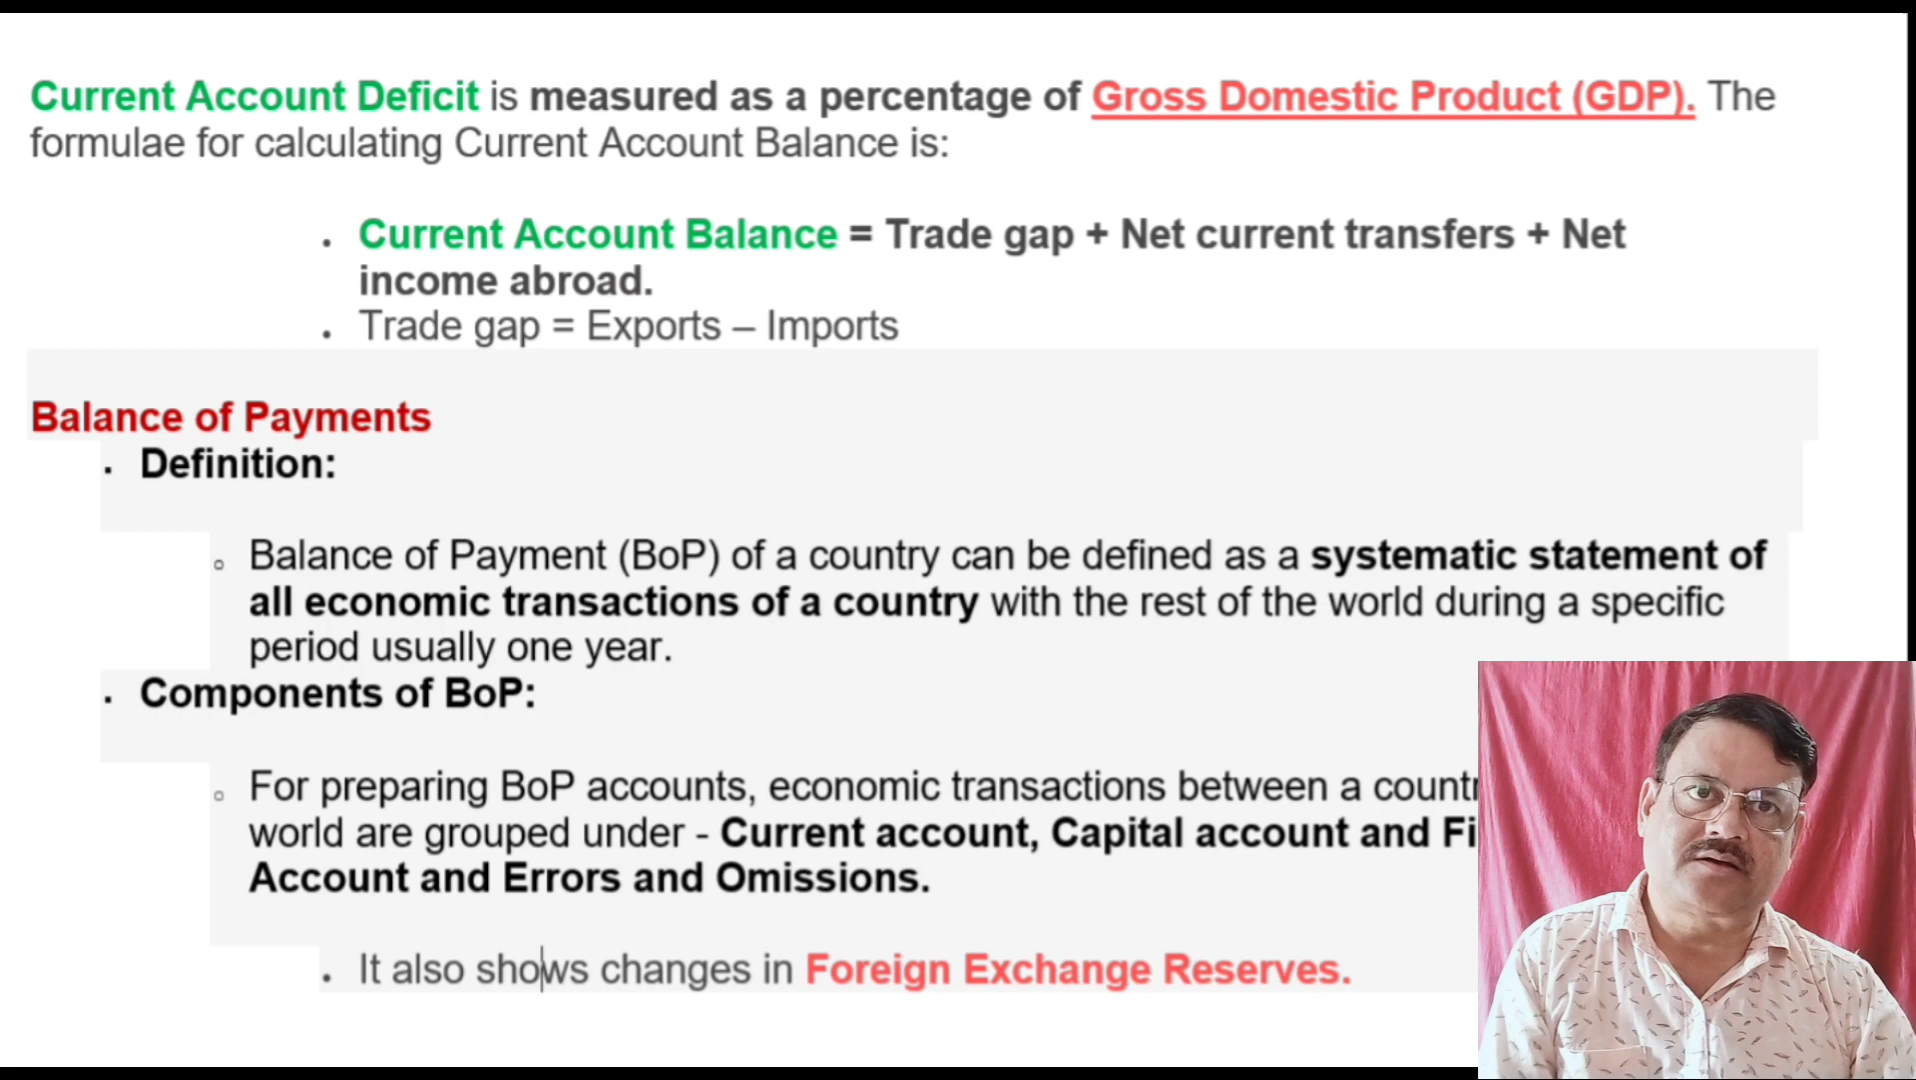 Current Account Deficit is measured as a percentage of Gross Domestic Product (GDP). The
formulae for calculating Current Account Balance is:
• Current Account Balance = Trade gap + Net current transfers + Net
income abroad.
• Trade gap = Exports – Imports
Balance of Payments
• Definition:
o Balance of Payment (BoP) of a country can be defined as a systematic statement of
all economic transactions of a country with the rest of the world during a specific
period usually one year.
• Components of BoP:
o For preparing BoP accounts, economic transactions between a
world are grouped under - Current account, Capital account and
Account and Errors and Omissions.
• It also shows changes in Foreign Exchange Reserves.